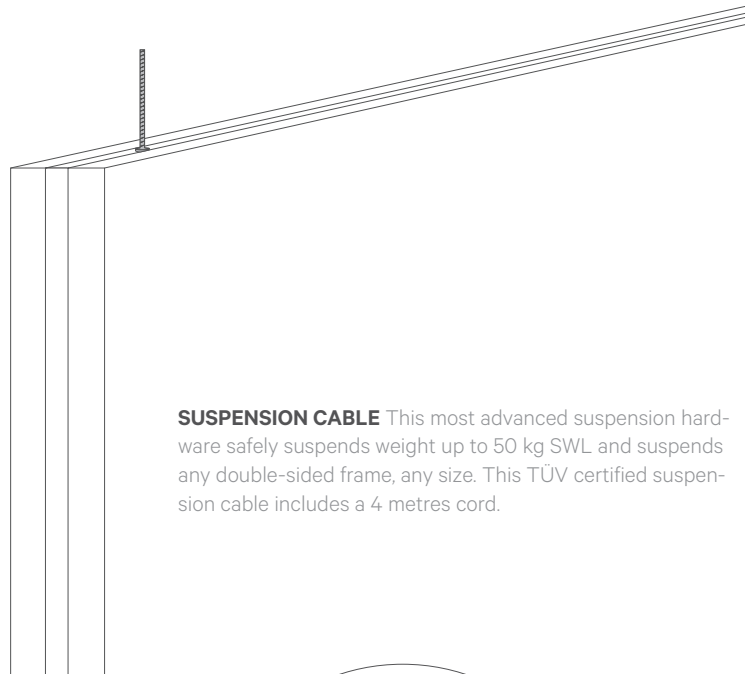 SUSPENSION CABLE This most advanced suspension hard-
ware safely suspends weight up to 50 kg SWL and suspends
any double-sided frame, any size. This TÜV certified suspen-
sion cable includes a 4 metres cord.